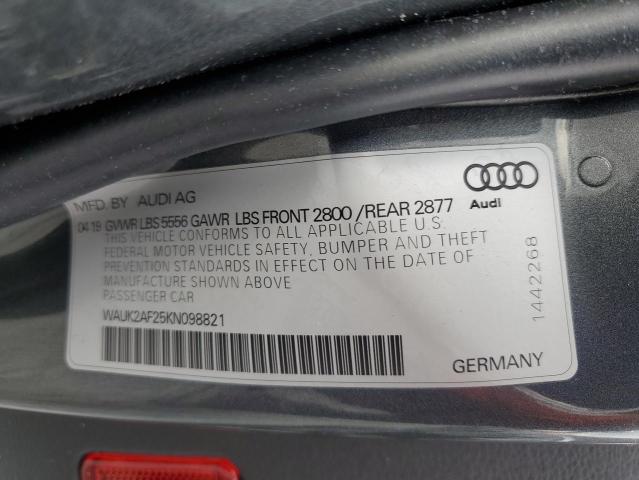 MFD. BY AUDI AG
04 19 GVWR LBS 5556 GAWR LBS FRONT 2800 /REAR 2877
THIS VEHICLE CONFORMS TO ALL APPLICABLE U.S.
FEDERAL MOTOR VEHICLE SAFETY, BUMPER AND THEFT
PREVENTION STANDARDS IN EFFECT ON THE DATE OF
MANUFACTURE SHOWN ABOVE
PASSENGER CAR
WAUK2AF25KN098821
Audi
1442268
GERMANY